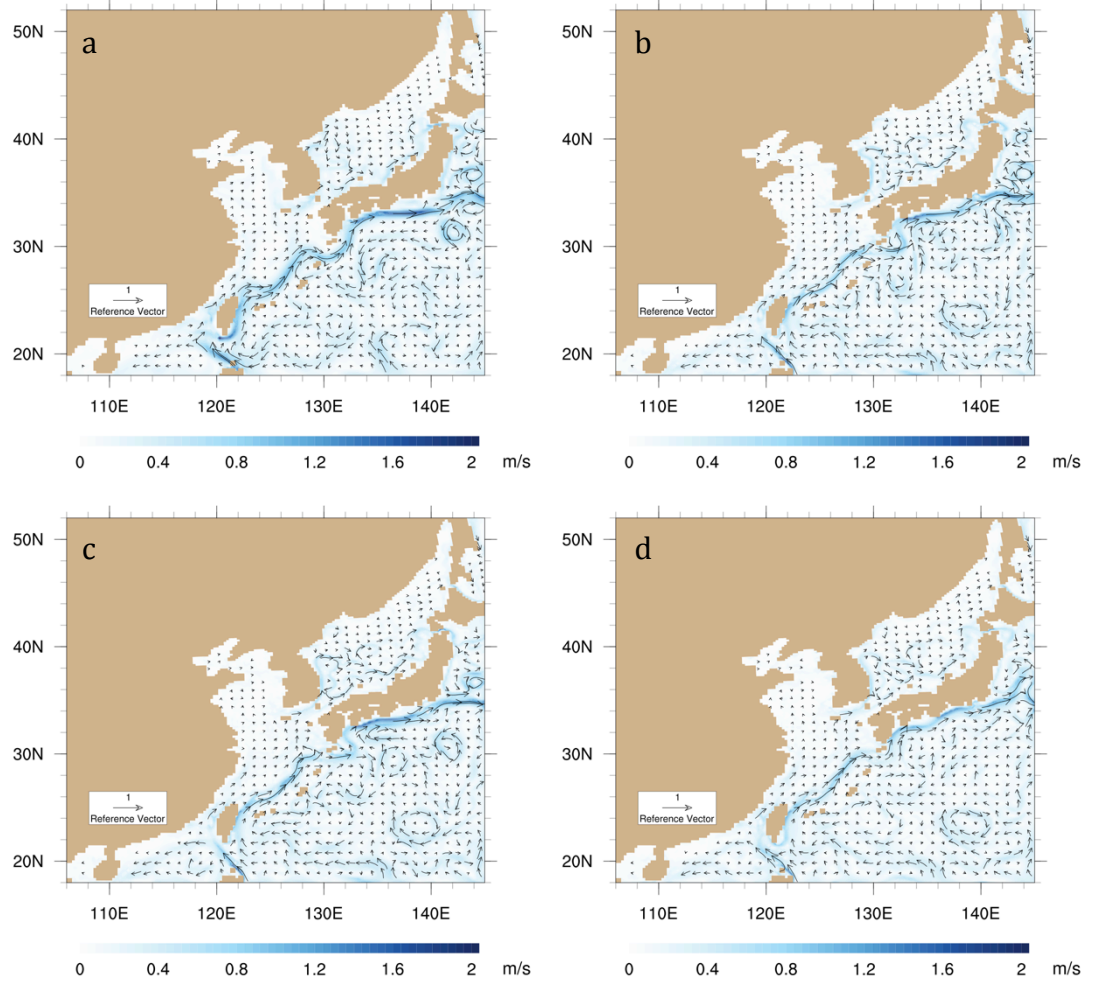 a
50N
40N
30N
20N
1
Reference Vector
110E 120E 130E 140E
0 0.4 0.8 1.2 1.6 2 m/s
b
50N
40N
30N
20N
1
Reference Vector
110E 120E 130E 140E
0 0.4 0.8 1.2 1.6 2 m/s
c
50N
40N
30N
20N
1
Reference Vector
110E 120E 130E 140E
0 0.4 0.8 1.2 1.6 2 m/s
d
50N
40N
30N
20N
1
Reference Vector
110E 120E 130E 140E
0 0.4 0.8 1.2 1.6 2 m/s